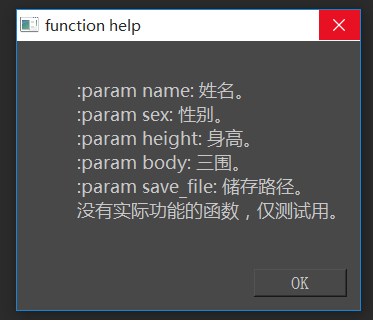 function help
:param name: 姓名。
:param sex: 性别。
:param height: 身高。
:param body: 三围。
:param save_file: 储存路径。
没有实际功能的函数，仅测试用。
OK